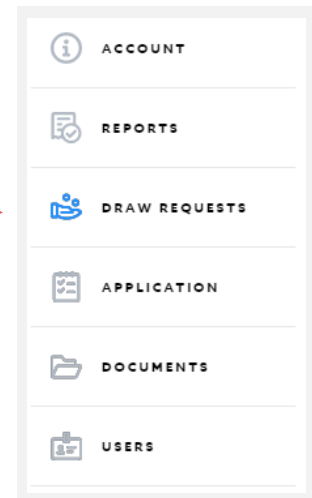 ACCOUNT
REPORTS
DRAW REQUESTS
APPLICATION
DOCUMENTS
USERS